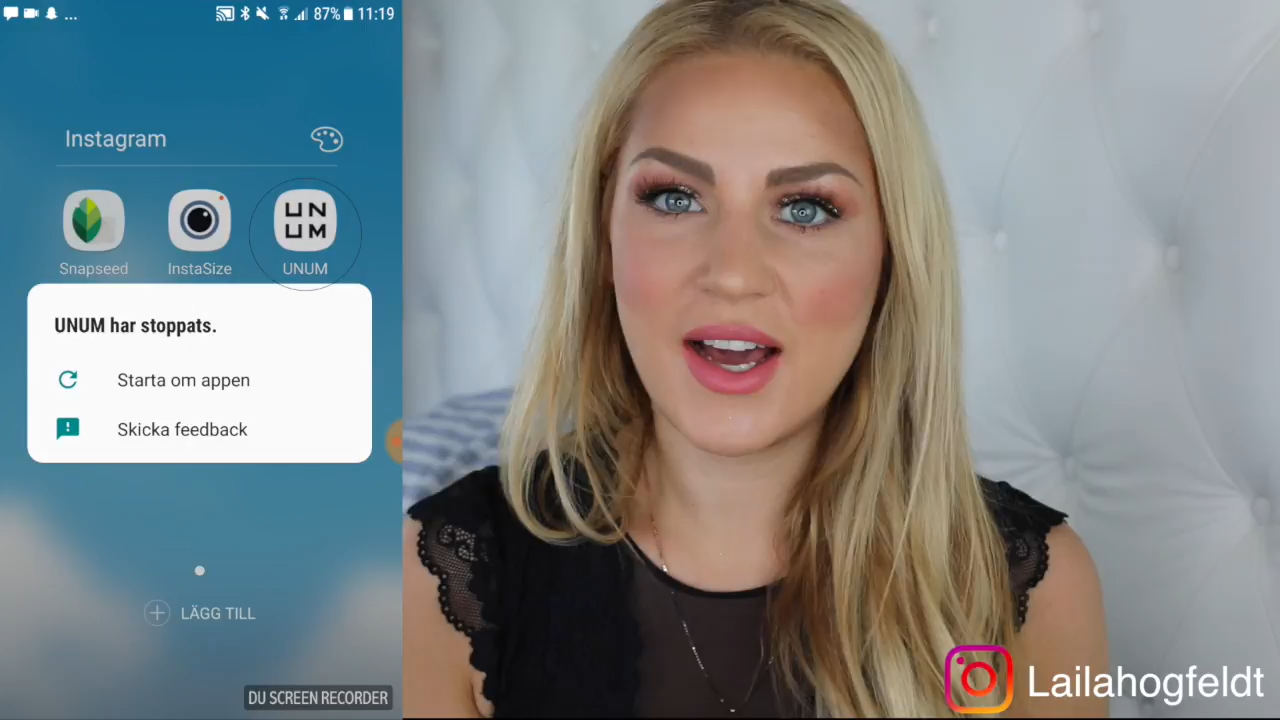 87% 11:19
Instagram
UN
UM
Snapseed
InstaSize
UNUM
UNUM har stoppats.
Starta om appen
Skicka feedback
LÄGG TILL
DU SCREEN RECORDER
Lailahogfeldt